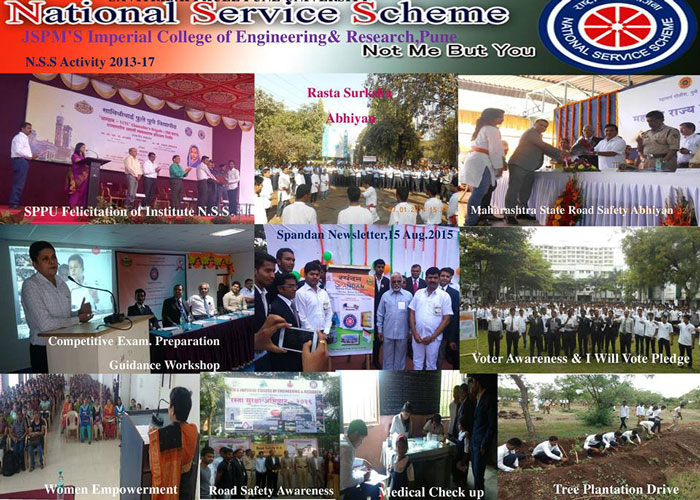 National Service Scheme
JSPM'S Imperial College of Engineering& Research,Pune
Not Me But You
N.S.S Activity 2013-17
NATIONAL SERVICE SCHEME
Rasta Surksha
Abhiyan
सावित्रीबाई फुले पुणे विद्यापीठ
SPPU Felicitation of Institute N.S.S
Maharashtra State Road Safety Abhiyan
Spandan Newsletter,15 Aug.2015
स्पंदन
SPANDAN
Competitive Exam. Preparation
Guidance Workshop
Voter Awareness & I Will Vote Pledge
Women Empowerment
Road Safety Awareness
Medical Check up
Tree Plantation Drive